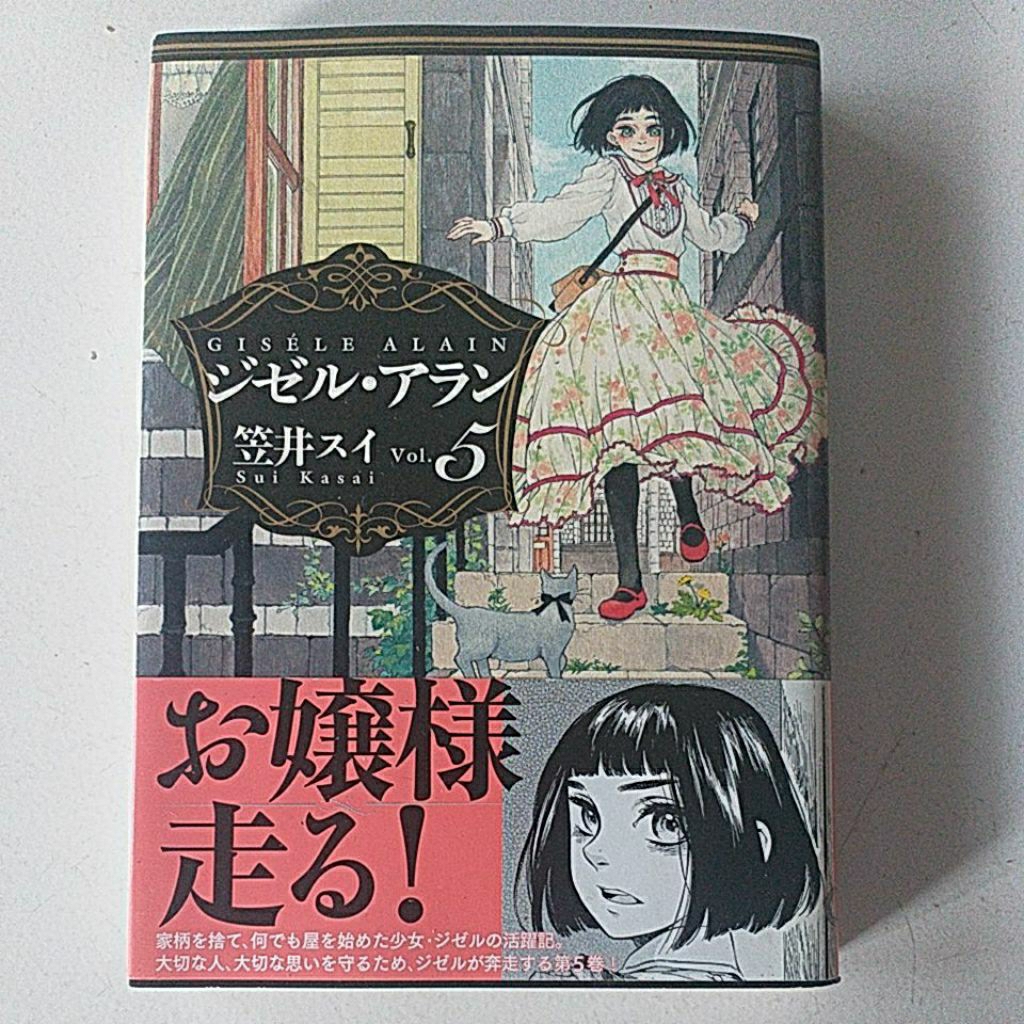 GISÉLE ALAIN
ジゼル・アラン
笠井スイ Vol.5
Sui Kasai
お嬢様
走る!
家柄を捨て、何でも屋を始めた少女・ジゼルの活躍記。
大切な人、大切な思いを守るため、ジゼルが奔走する第5巻!